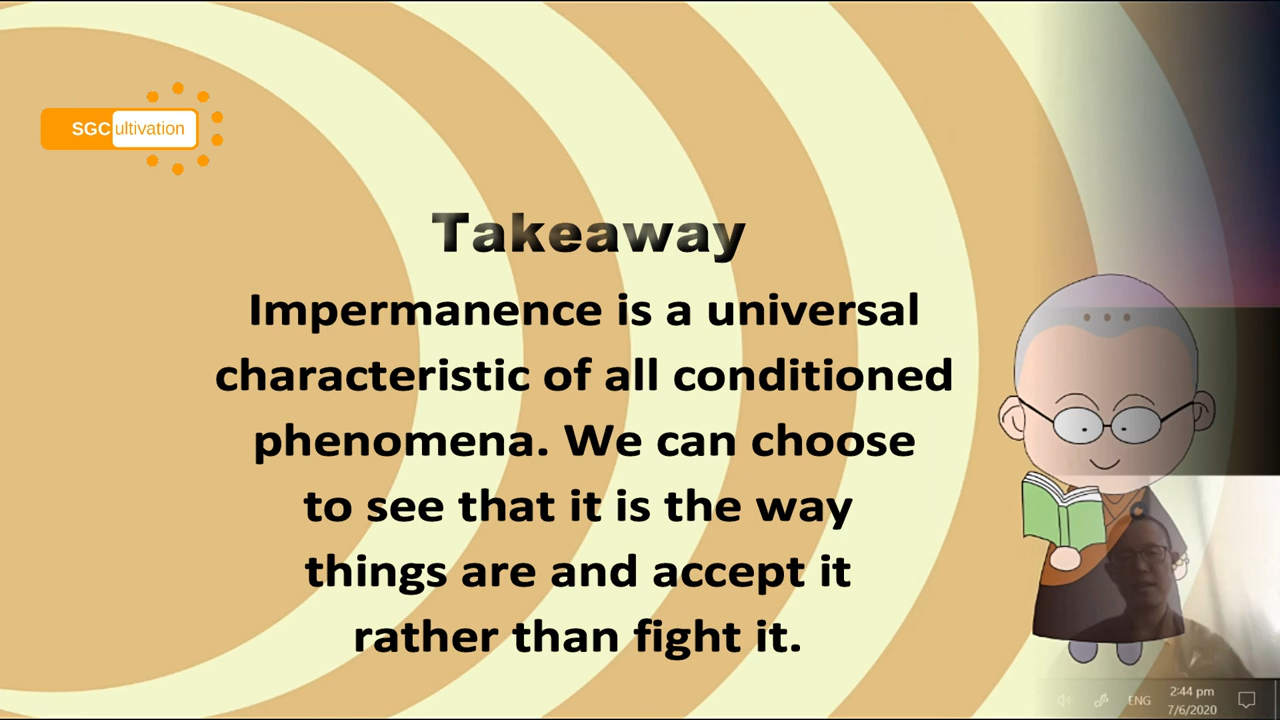 SGCultivation
Takeaway
Impermanence is a universal
characteristic of all conditioned
phenomena. We can choose
to see that it is the way
things are and accept it
rather than fight it.
ENG
2:44 pm
7/6/2020